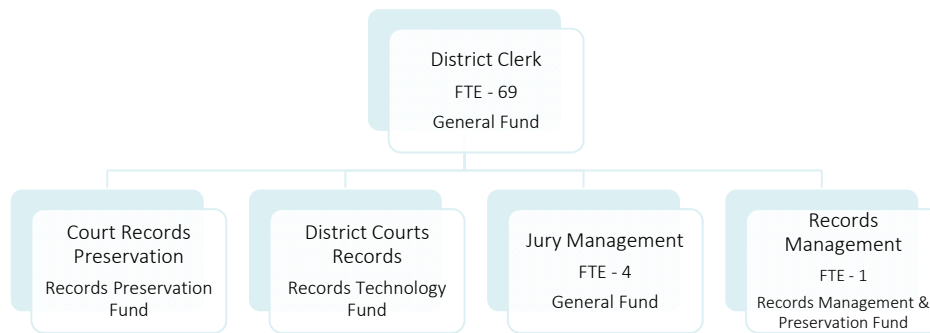 District Clerk
FTE - 69
General Fund
Court Records
Preservation
Records Preservation
Fund
District Courts
Records
Records Technology
Fund
Jury Management
FTE - 4
General Fund
Records
Management
FTE - 1
Records Management &
Preservation Fund